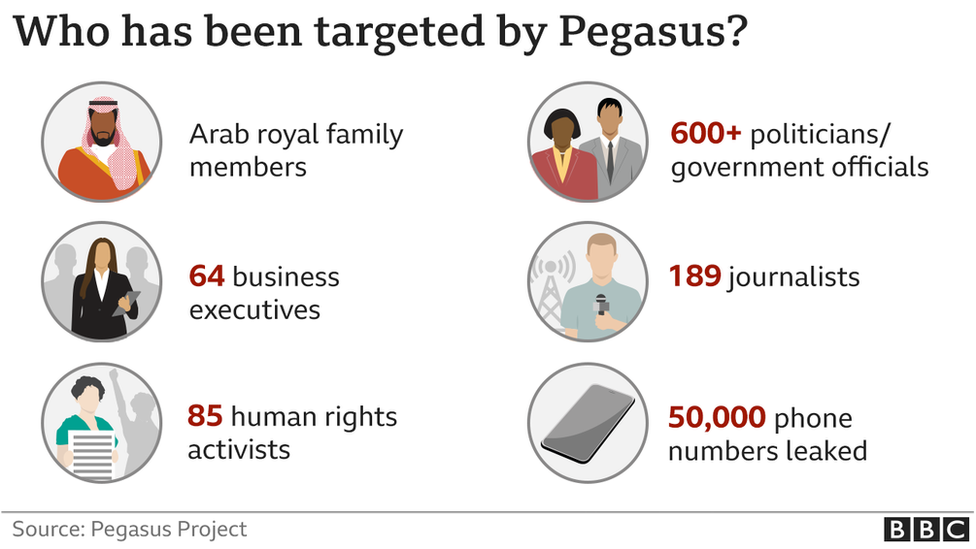 Who has been targeted by Pegasus?
Arab royal family
members
600+ politicians/
government officials
64 business
executives
189 journalists
85 human rights
activists
50,000 phone
numbers leaked
Source: Pegasus Project
BBC